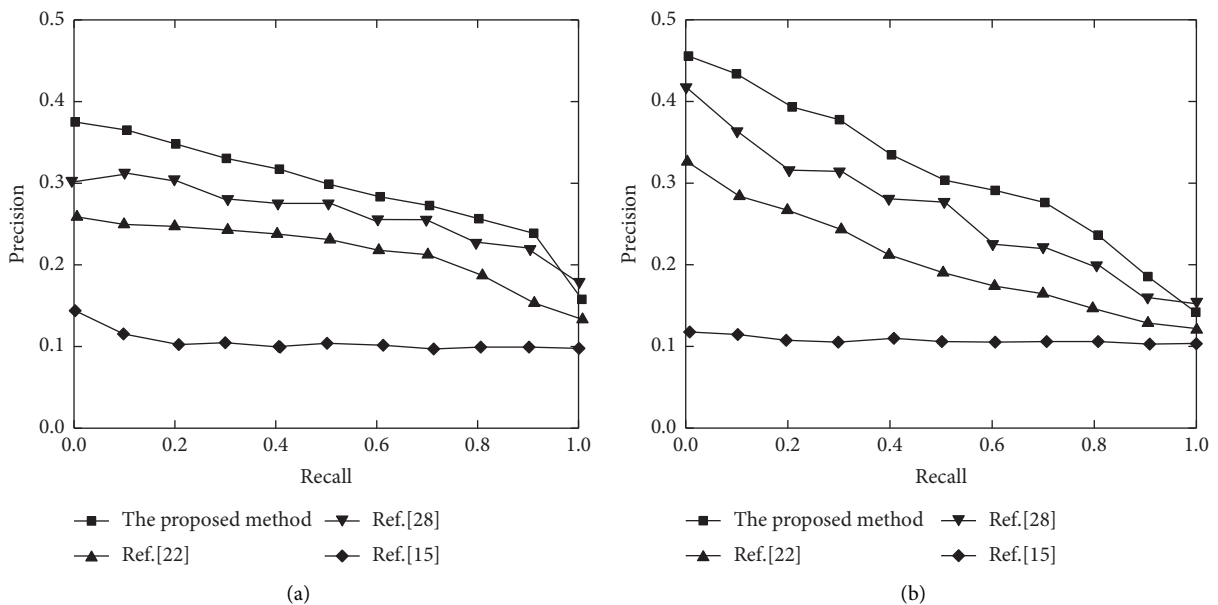 0.5
0.4
0.3
0.2
0.1
0.0
Precision
0.0 0.2 0.4 0.6 0.8 1.0
Recall
The proposed method Ref.[28]
Ref.[22] Ref.[15]
(a)
0.5
0.4
0.3
0.2
0.1
0.0
Precision
0.0 0.2 0.4 0.6 0.8 1.0
Recall
The proposed method Ref.[28]
Ref.[22] Ref.[15]
(b)